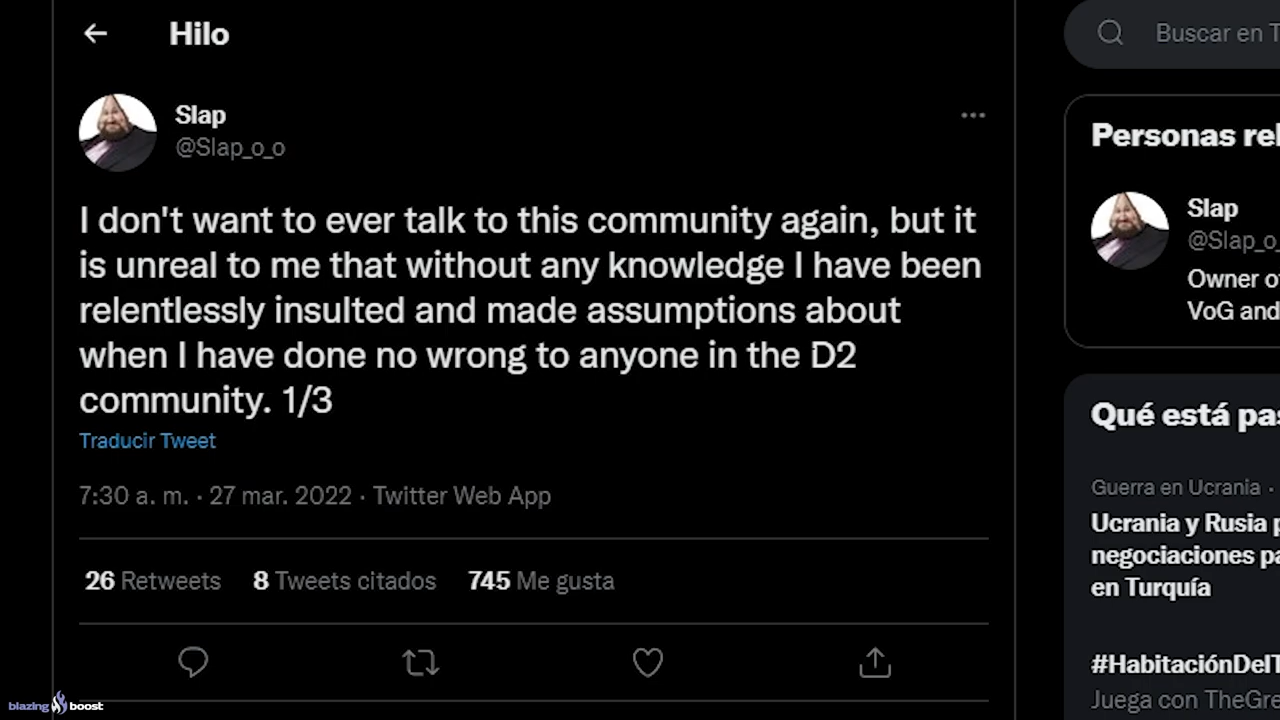 Hilo
Slap
@Slap_o_o
I don't want to ever talk to this community again, but it
is unreal to me that without any knowledge I have been
relentlessly insulted and made assumptions about
when I have done no wrong to anyone in the D2
community. 1/3
Traducir Tweet
7:30 a. m. · 27 mar. 2022 · Twitter Web App
26 Retweets 8 Tweets citados 745 Me gusta
Buscar en T
Personas rel
Slap
@Slap_o_
Owner of
VoG and
Qué está pas
Guerra en Ucrania ·
Ucrania y Rusia p
negociaciones pa
en Turquía
#HabitaciónDelT
Juega con TheGre
blazing boost